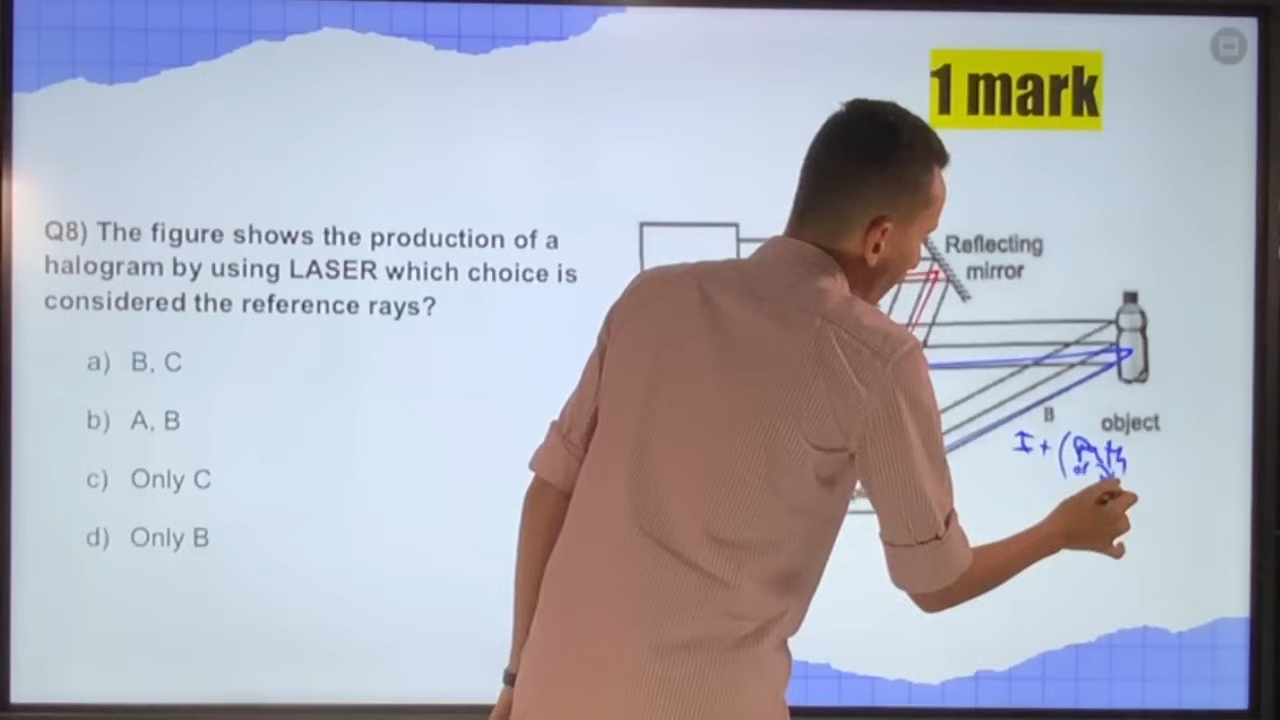 1 mark
Q8) The figure shows the production of a
halogram by using LASER which choice is
considered the reference rays?
a) B, C
b) A, B
c) Only C
d) Only B
Reflecting
mirror
B
object
I + (